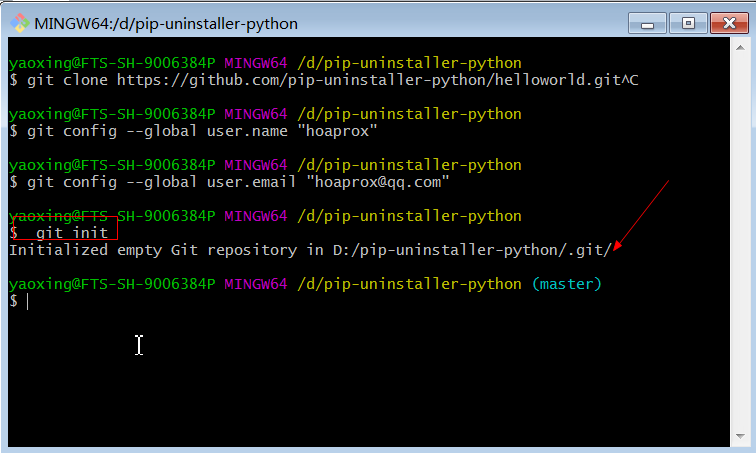 MINGW64:/d/pip-uninstaller-python
yaoxing@FTS-SH-9006384P MINGW64 /d/pip-uninstaller-python
$ git clone https://github.com/pip-uninstaller-python/helloworld.git^C
yaoxing@FTS-SH-9006384P MINGW64 /d/pip-uninstaller-python
$ git config --global user.name "hoaprox"
yaoxing@FTS-SH-9006384P MINGW64 /d/pip-uninstaller-python
$ git config --global user.email "hoaprox@qq.com"
yaoxing@FTS-SH-9006384P MINGW64 /d/pip-uninstaller-python
$  git init
Initialized empty Git repository in D:/pip-uninstaller-python/.git/
yaoxing@FTS-SH-9006384P MINGW64 /d/pip-uninstaller-python (master)
$